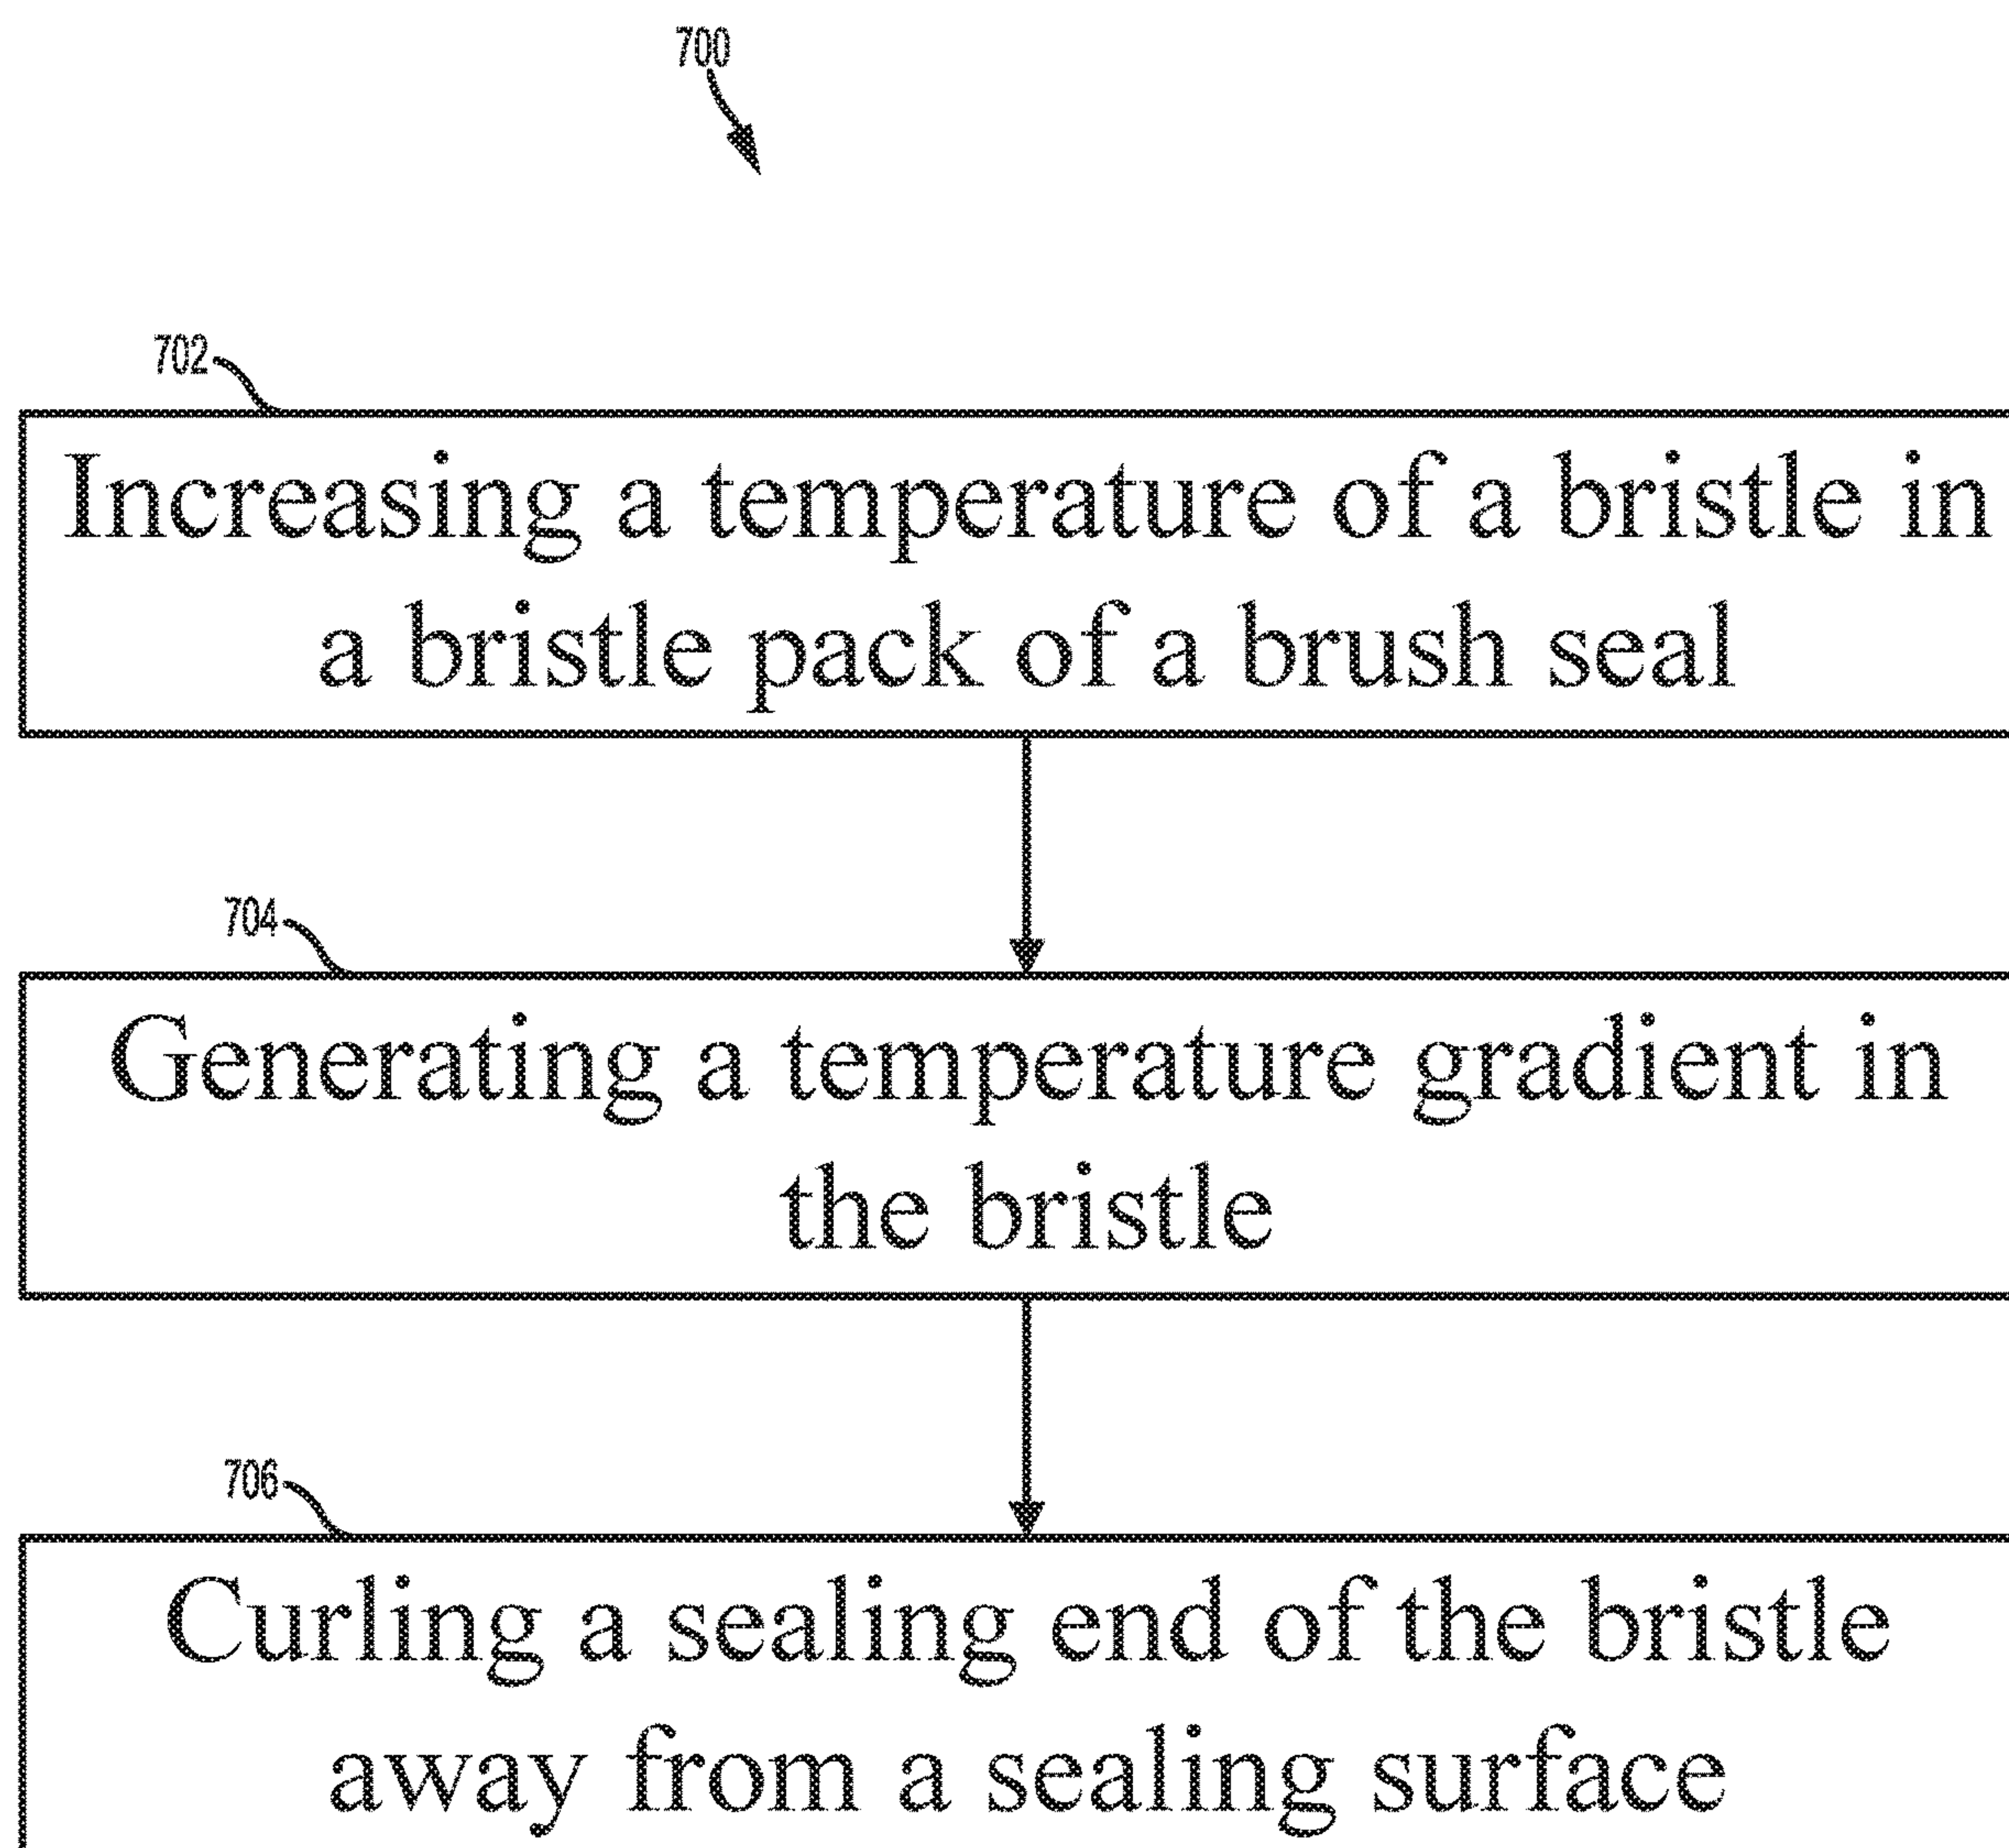 700
702
Increasing a temperature of a bristle in
a bristle pack of a brush seal
704
Generating a temperature gradient in
the bristle
706
Curling a sealing end of the bristle
away from a sealing surface